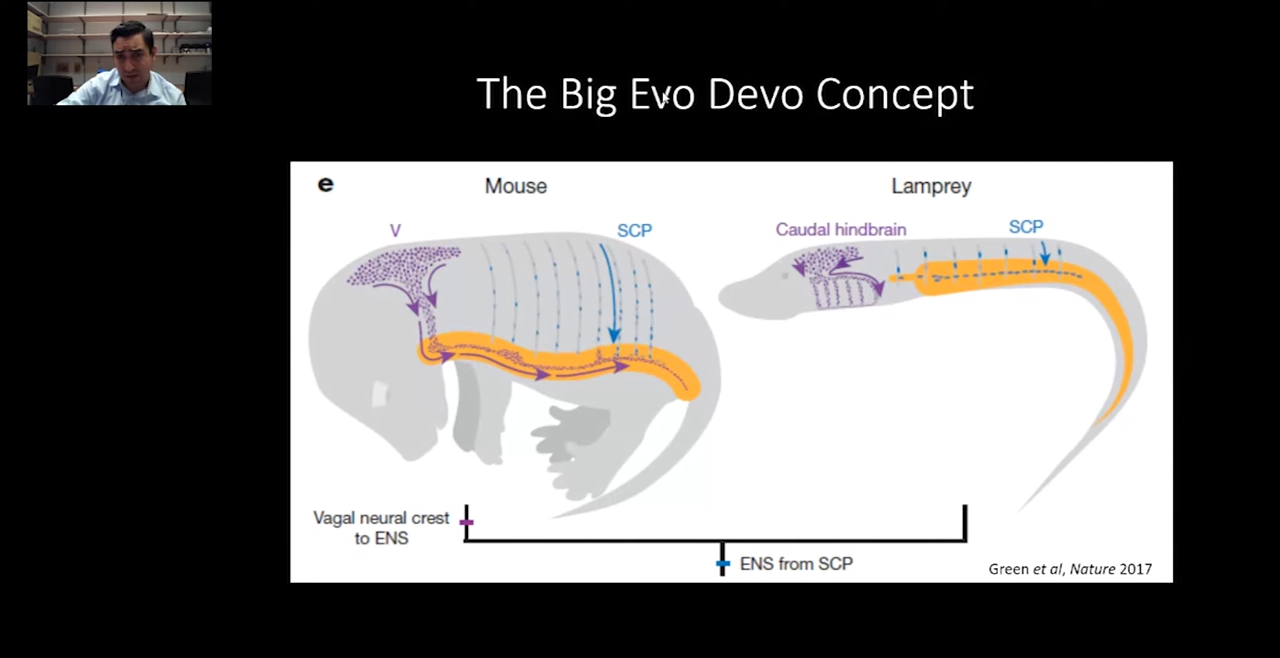 The Big Evo Devo Concept
e
Mouse
Lamprey
V
SCP
Caudal hindbrain
SCP
Vagal neural crest
to ENS
ENS from SCP
Green et al, Nature 2017